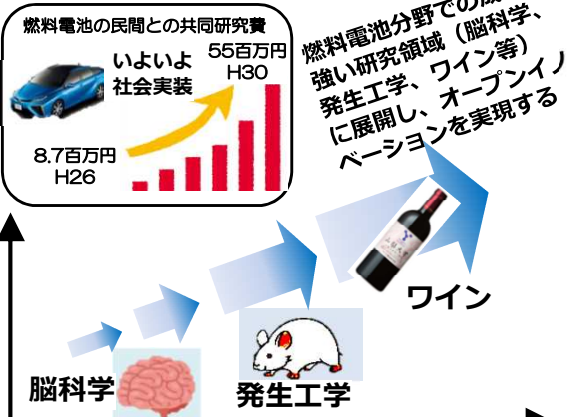 燃料電池の民間との共同研究費
いよいよ
社会実装
55百万円
H30
8.7百万円
H26
燃料電池分野での
強い研究領域（脳科学、
発生工学、ワイン等）
に展開し、オープンイノ
ベーションを実現する
ワイン
発生工学
脳科学